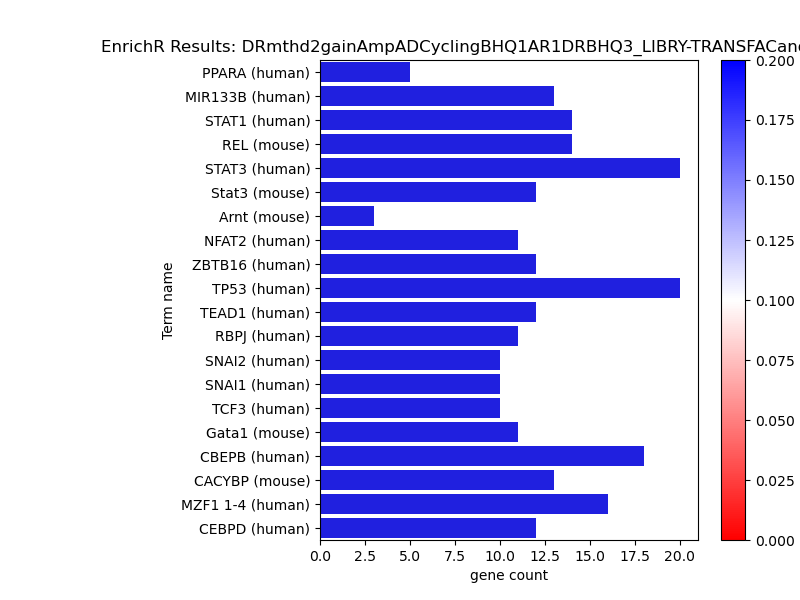 EnrichR Results: DRmthd2gainAmpADCyclingBHQ1AR1DRBHQ3_LIBRY-TRANSFACand
Term name
PPARA (human)
MIR133B (human)
STAT1 (human)
REL (mouse)
STAT3 (human)
Stat3 (mouse)
Arnt (mouse)
NFAT2 (human)
ZBTB16 (human)
TP53 (human)
TEAD1 (human)
RBPJ (human)
SNAI2 (human)
SNAI1 (human)
TCF3 (human)
Gata1 (mouse)
CBEPB (human)
CACYBP (mouse)
MZF1 1-4 (human)
CEBPD (human)
0.0 2.5 5.0 7.5 10.0 12.5 15.0 17.5 20.0
gene count
0.200
0.175
0.150
0.125
0.100
0.075
0.050
0.025
0.000